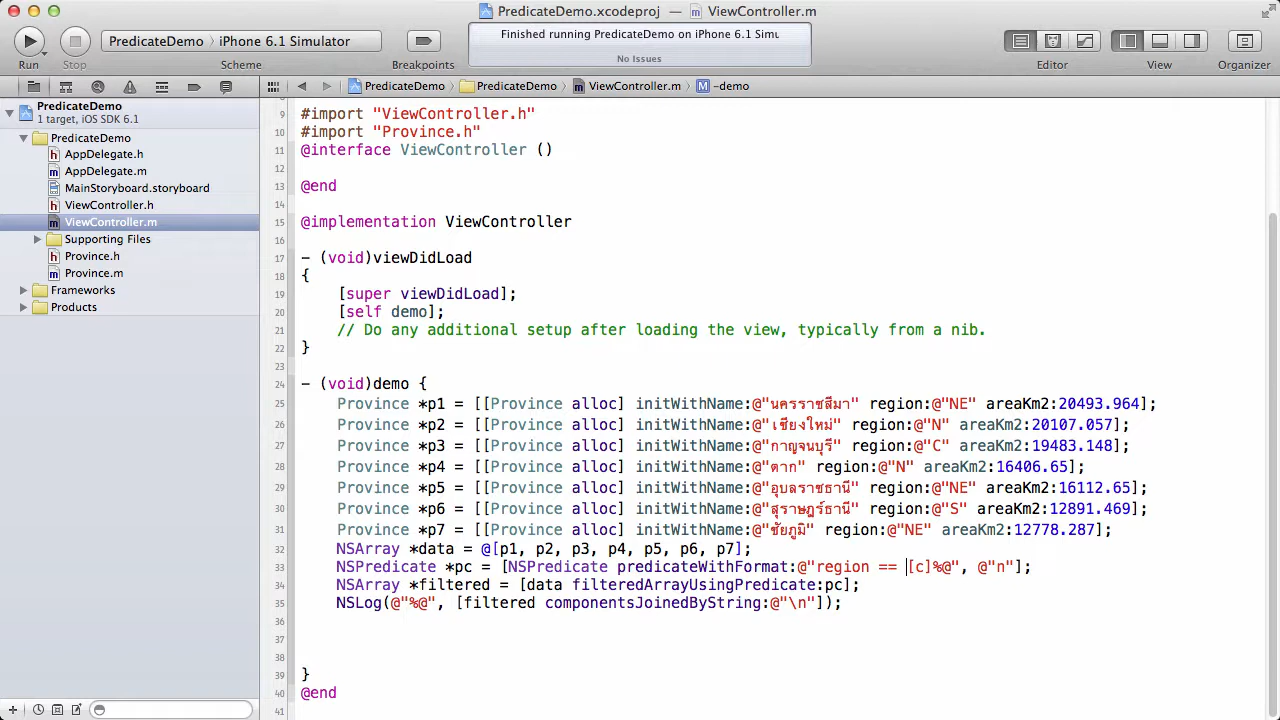 PredicateDemo.xcodeproj — ViewController.m
Run
Stop
PredicateDemo iPhone 6.1 Simulator
Scheme
Breakpoints
Finished running PredicateDemo on iPhone 6.1 Simu
No Issues
Editor
View
Organizer
PredicateDemo
1 target, iOS SDK 6.1
PredicateDemo
AppDelegate.h
AppDelegate.m
MainStoryboard.storyboard
ViewController.h
ViewController.m
Supporting Files
Province.h
Province.m
Frameworks
Products
PredicateDemo PredicateDemo ViewController.m -demo
9 #import "ViewController.h"
10 #import "Province.h"
11 @interface ViewController ()
12
13 @end
14
15 @implementation ViewController
16
17 - (void)viewDidLoad
18 {
19 [super viewDidLoad];
20 [self demo];
21 // Do any additional setup after loading the view, typically from a nib.
22 }
23
24 - (void)demo {
25 Province *p1 = [[Province alloc] initWithName:@"นครราชสีมา" region:@"NE" areaKm2:20493.964];
26 Province *p2 = [[Province alloc] initWithName:@"เชียงใหม่" region:@"N" areaKm2:20107.057];
27 Province *p3 = [[Province alloc] initWithName:@"กาญจนบุรี" region:@"C" areaKm2:19483.148];
28 Province *p4 = [[Province alloc] initWithName:@"ตาก" region:@"N" areaKm2:16406.65];
29 Province *p5 = [[Province alloc] initWithName:@"อุบลราชธานี" region:@"NE" areaKm2:16112.65];
30 Province *p6 = [[Province alloc] initWithName:@"สุราษฎร์ธานี" region:@"S" areaKm2:12891.469];
31 Province *p7 = [[Province alloc] initWithName:@"ชัยภูมิ" region:@"NE" areaKm2:12778.287];
32 NSArray *data = @[p1, p2, p3, p4, p5, p6, p7];
33 NSPredicate *pc = [NSPredicate predicateWithFormat:@"region == [c]%@", @"n"];
34 NSArray *filtered = [data filteredArrayUsingPredicate:pc];
35 NSLog(@"%@", [filtered componentsJoinedByString:@"\n"]);
36
37
38
39 }
40 @end
41